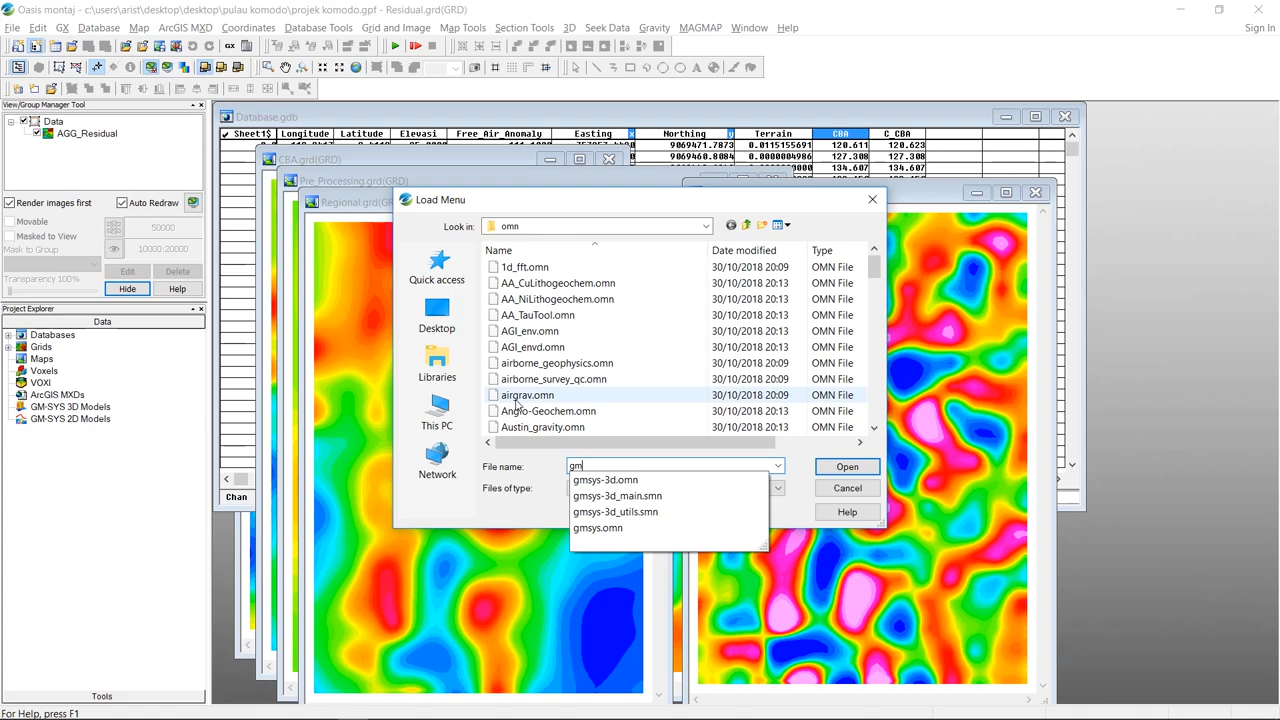 Oasis montaj - c:\users\arist\desktop\desktop\pulau komodo\projek komodo.gpf - Residual.grd(GRD)
File Edit GX Database Map ArcGIS MXD Coordinates Database Tools Grid and Image Map Tools Section Tools 3D Seek Data Gravity MAGMAP Window Help Sign In
GX
View/Group Manager Tool
Data
AGG_Residual
Render images first Auto Redraw
Movable 50000
Masked to View
Mask to Group 10000:20000
Edit Delete
Transparency 100%
Hide Help
Project Explorer
Data
Databases
Grids
Maps
Voxels
VOXI
ArcGIS MXDs
GM-SYS 3D Models
GM-SYS 2D Models
Tools
For Help, press F1
Database.gdb
Sheet1$ Longitude Latitude Elevasi Free_Air_Anomaly Easting x Northing y Terrain CBA C_CBA
9069471.7873 0.0115155691 120.611 120.623
9069460.8084 0.0000004986 127.308 127.308
134.607 134.607
Chan
CBA.grd(GRD)
Pre_Processing.grd(GRD)
Regional.grd(GR
Load Menu
Look in: omn
Name Date modified Type
1d_fft.omn 30/10/2018 20:09 OMN File
AA_CuLithogeochem.omn 30/10/2018 20:13 OMN File
AA_NiLithogeochem.omn 30/10/2018 20:13 OMN File
AA_TauTool.omn 30/10/2018 20:13 OMN File
AGI_env.omn 30/10/2018 20:13 OMN File
AGI_envd.omn 30/10/2018 20:13 OMN File
airborne_geophysics.omn 30/10/2018 20:09 OMN File
airborne_survey_qc.omn 30/10/2018 20:13 OMN File
airgrav.omn 30/10/2018 20:09 OMN File
Anglo-Geochem.omn 30/10/2018 20:13 OMN File
Austin_gravity.omn 30/10/2018 20:13 OMN File
Quick access
Desktop
Libraries
This PC
Network
File name: gm Open
Files of type: Cancel
Help
gmsys-3d.omn
gmsys-3d_main.smn
gmsys-3d_utils.smn
gmsys.omn